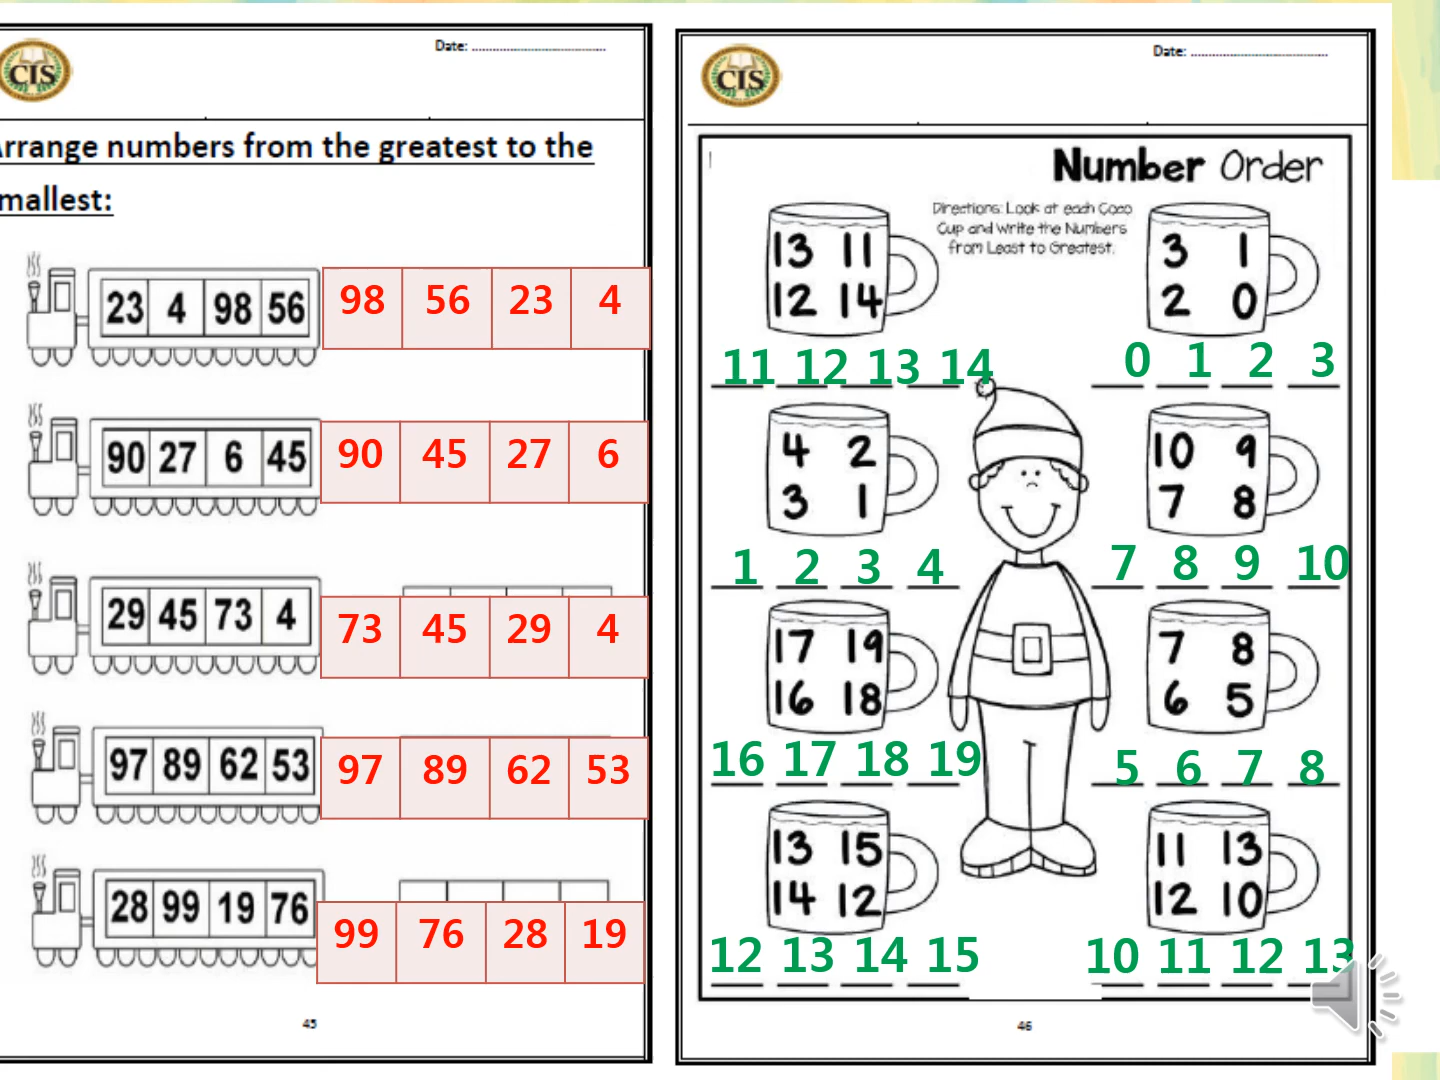 Date: ....................................
CIS
rrange numbers from the greatest to the
mallest:
23 4 98 56
98 56 23 4
90 27 6 45
90 45 27 6
29 45 73 4
73 45 29 4
97 89 62 53
97 89 62 53
28 99 19 76
99 76 28 19
45
Date: ....................................
CIS
Number Order
Directions: Look at each Coco
Cup and Write the Numbers
from Least to Greatest.
13 11
12 14
11 12 13 14
3 1
2 0
0 1 2 3
4 2
3 1
1 2 3 4
10 9
7 8
7 8 9 10
17 19
16 18
16 17 18 19
7 8
6 5
5 6 7 8
13 15
14 12
12 13 14 15
11 13
12 10
10 11 12 13
46